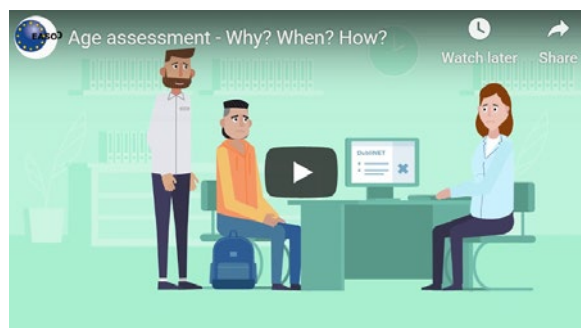 EASO
Age assessment - Why? When? How?
Watch later
Share
DubliNET